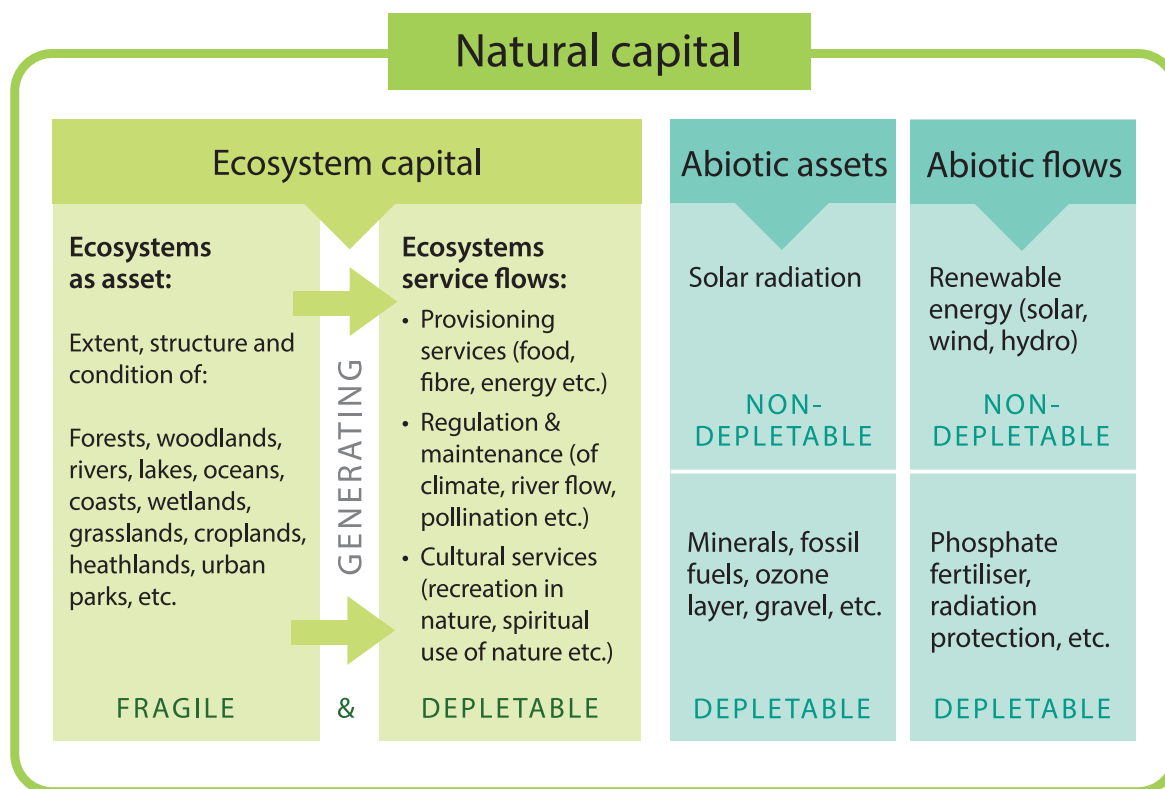 Natural capital
Ecosystem capital
Ecosystems
as asset:
Extent, structure and
condition of:
Forests, woodlands,
rivers, lakes, oceans,
coasts, wetlands,
grasslands, croplands,
heathlands, urban
parks, etc.
FRAGILE
GENERATING
&
Ecosystems
service flows:
• Provisioning
services (food,
fibre, energy etc.)
• Regulation &
maintenance (of
climate, river flow,
pollination etc.)
• Cultural services
(recreation in
nature, spiritual
use of nature etc.)
DEPLETABLE
Abiotic assets
Solar radiation
NON-
DEPLETABLE
Minerals, fossil
fuels, ozone
layer, gravel, etc.
DEPLETABLE
Abiotic flows
Renewable
energy (solar,
wind, hydro)
NON-
DEPLETABLE
Phosphate
fertiliser,
radiation
protection, etc.
DEPLETABLE